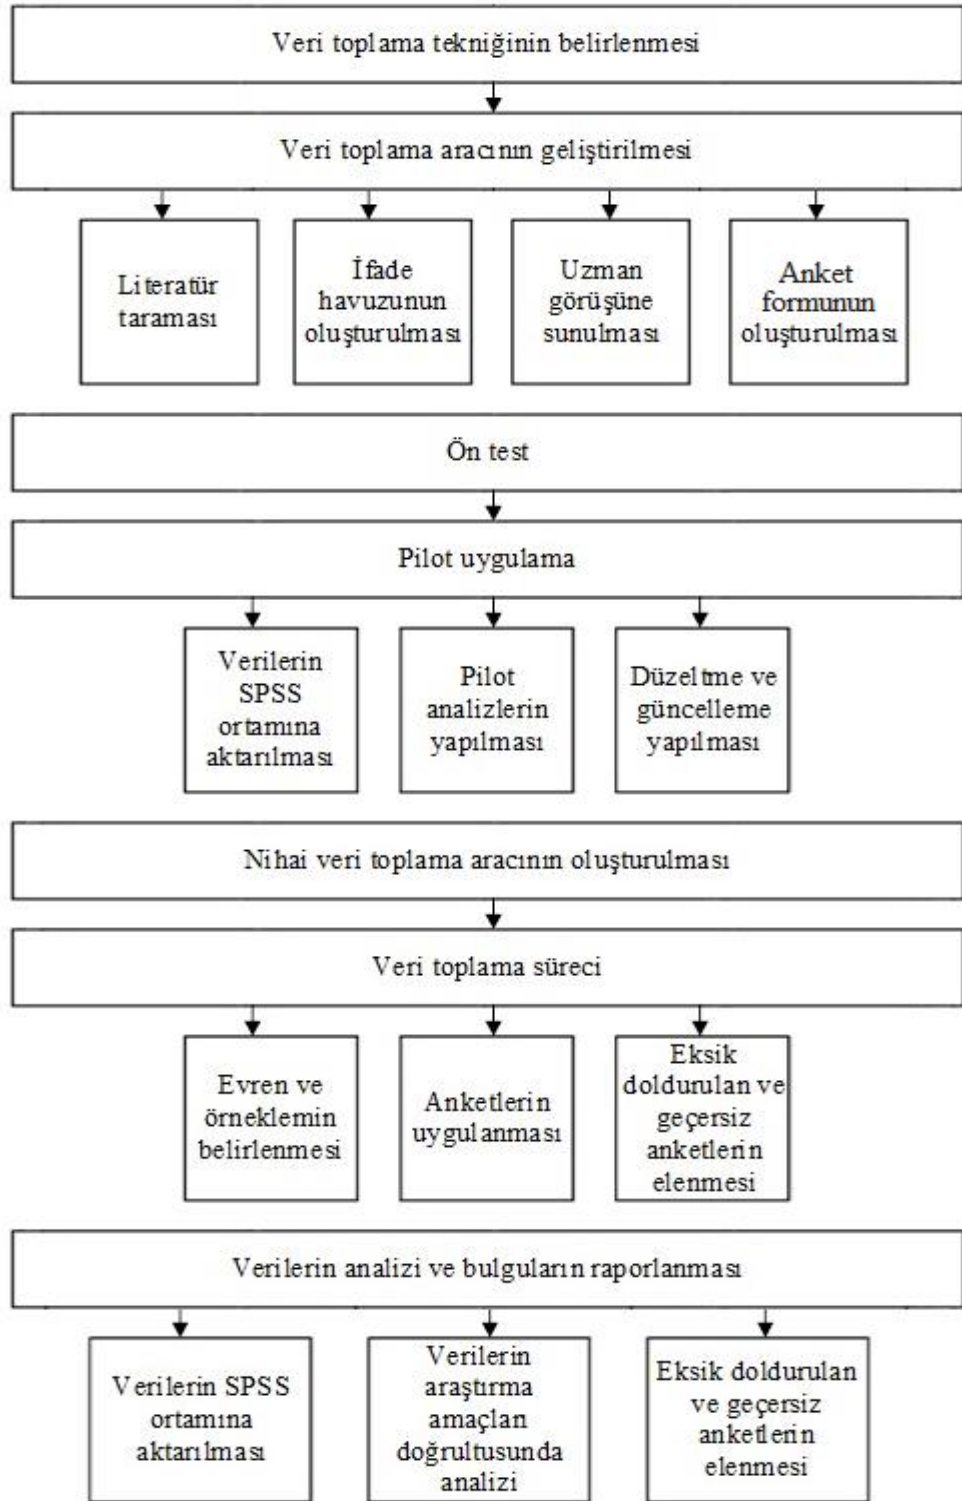 Veri toplama tekniğinin belirlenmesi
Veri toplama aracının geliştirilmesi
Literatür
taraması
İfade
havuzunun
oluşturulması
Uzman
görüşüne
sunulması
Anket
formunun
oluşturulması
Ön test
Pilot uygulama
Verilerin
SPSS
ortamına
aktarılması
Pilot
analizlerin
yapılması
Düzeltme ve
güncelleme
yapılması
Nihai veri toplama aracının oluşturulması
Veri toplama süreci
Evren ve
örneklemin
belirlenmesi
Anketlerin
uygulanması
Eksik
doldurulan ve
geçersiz
anketlerin
elenmesi
Verilerin analizi ve bulguların raporlanması
Verilerin SPSS
ortamına
aktarılması
Verilerin
araştırma
amaçları
doğrultusunda
analizi
Eksik doldurulan
ve geçersiz
anketlerin
elenmesi